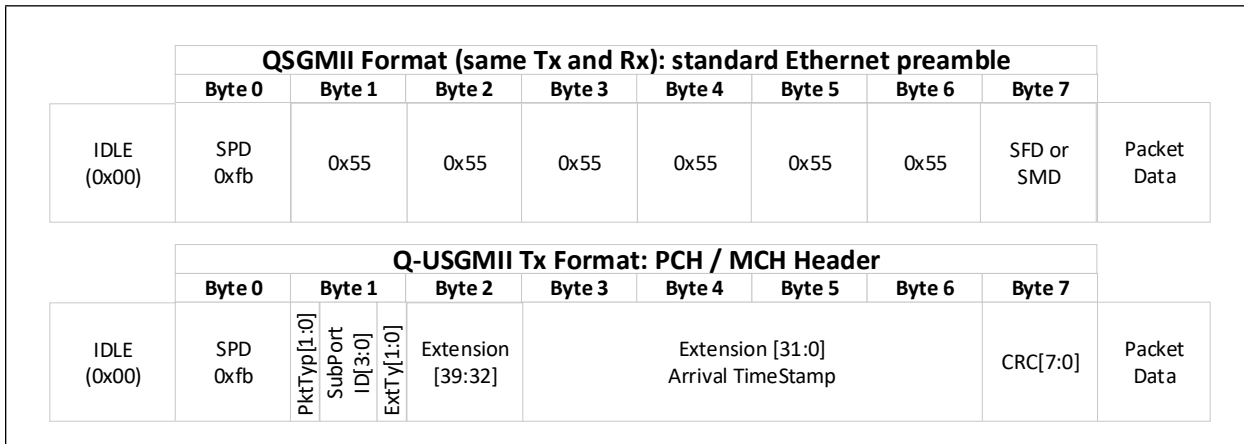 QSGMII Format (same Tx and Rx): standard Ethernet preamble
Byte 0 Byte 1 Byte 2 Byte 3 Byte 4 Byte 5 Byte 6 Byte 7
IDLE
(0x00)
SPD
0xfb
0x55
0x55
0x55
0x55
0x55
0x55
SFD or
SMD
Packet
Data
Q-USGMII Tx Format: PCH / MCH Header
Byte 0 Byte 1 Byte 2 Byte 3 Byte 4 Byte 5 Byte 6 Byte 7
IDLE
(0x00)
SPD
0xfb
PktTyp[1:0]
SubPort
ID[3:0]
ExtTy[1:0]
Extension
[39:32]
Extension [31:0]
Arrival TimeStamp
CRC[7:0]
Packet
Data